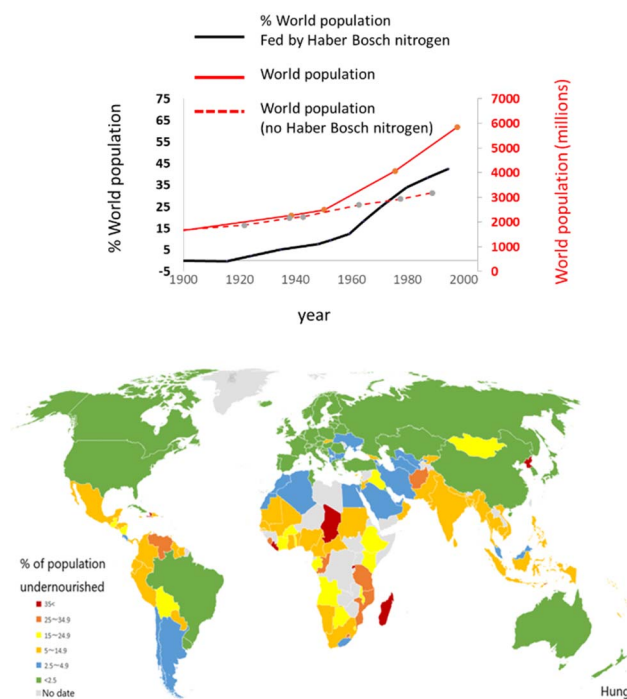 % World population
Fed by Haber Bosch nitrogen
World population
World population
(no Haber Bosch nitrogen)
% World population
75
65
55
45
35
25
15
5
-5
7000
6000
5000
4000
3000
2000
1000
0
World population (millions)
1900
1920
1940
1960
1980
2000
year
% of population
undernourished
35<
25～34.9
15～24.9
5～14.9
2.5～4.9
<2.5
No date
Hung